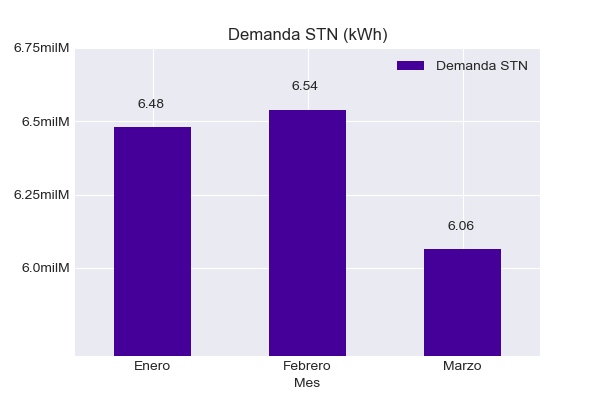 Demanda STN (kWh)
6.75milM
Demanda STN
6.54
6.48
6.5milM
6.25milM
6.06
6.0milM
Enero
Febrero
Marzo
Mes